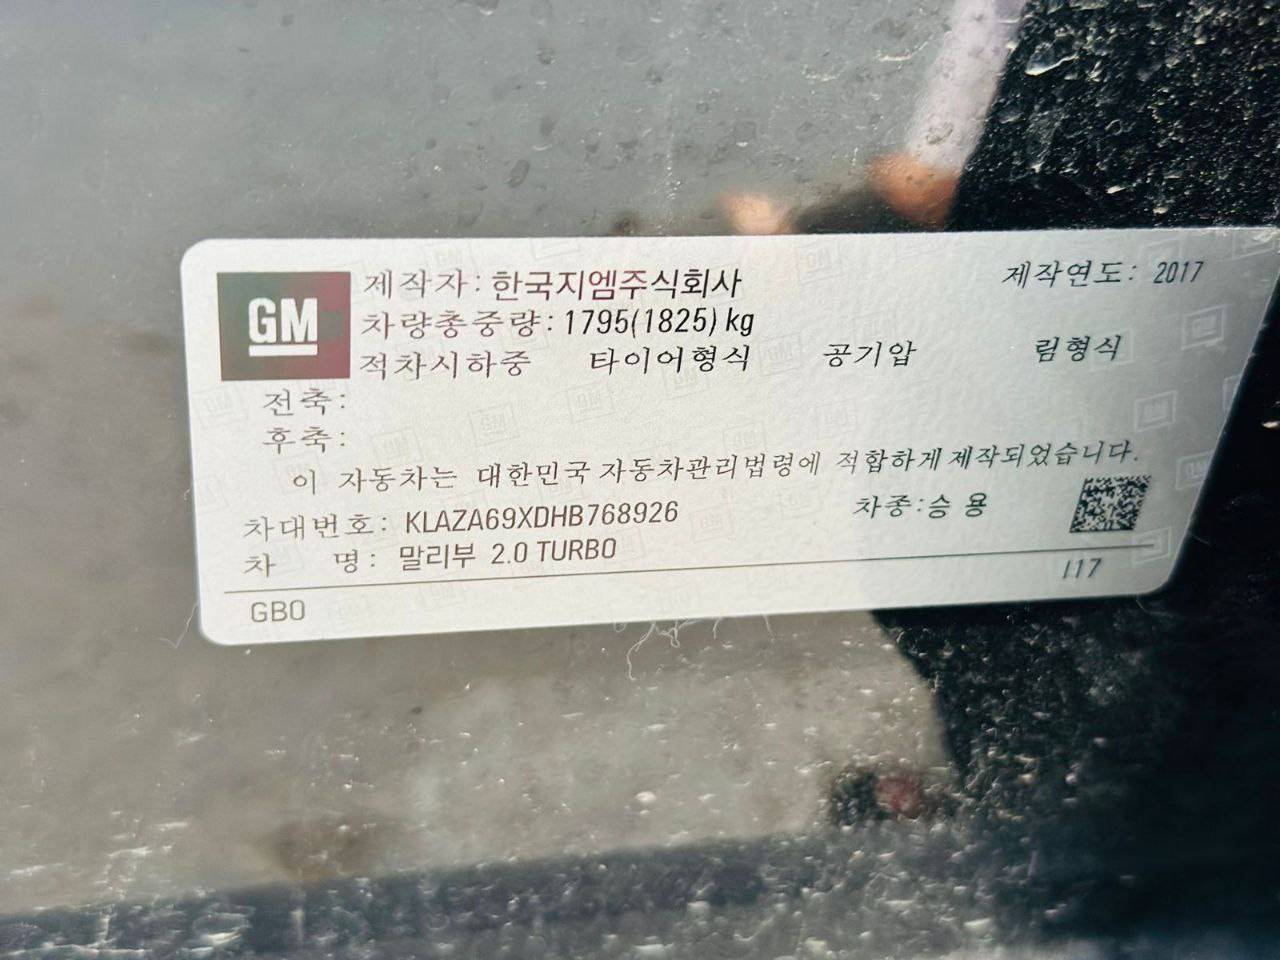 GM 제작자: 한국지엠주식회사 제작연도: 2017
차량총중량: 1795(1825) kg
적차시하중 타이어형식 공기압 림형식
전축:
후축:
이 자동차는 대한민국 자동차관리법령에 적합하게 제작되었습니다.
차대번호: KLAZA69XDHB768926 차종: 승 용
차 명: 말리부 2.0 TURBO
GB0 I17